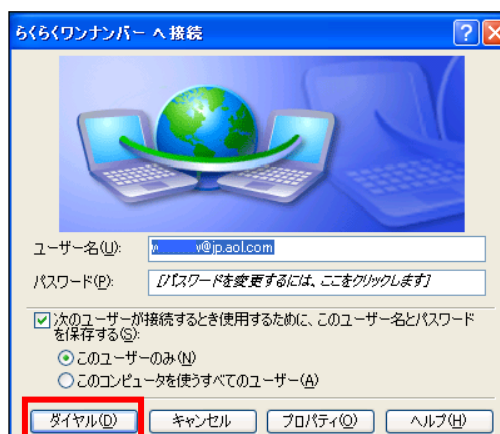 らくらくワンナンバー へ接続
ユーザー名(U):
v@jp.aol.com
パスワード(P):
[パスワードを変更するには、ここをクリックします]
次のユーザーが接続するとき使用するために、このユーザー名とパスワード
を保存する(S):
このユーザーのみ(N)
このコンピュータを使うすべてのユーザー(A)
ダイヤル(D)
キャンセル
プロパティ(O)
ヘルプ(H)